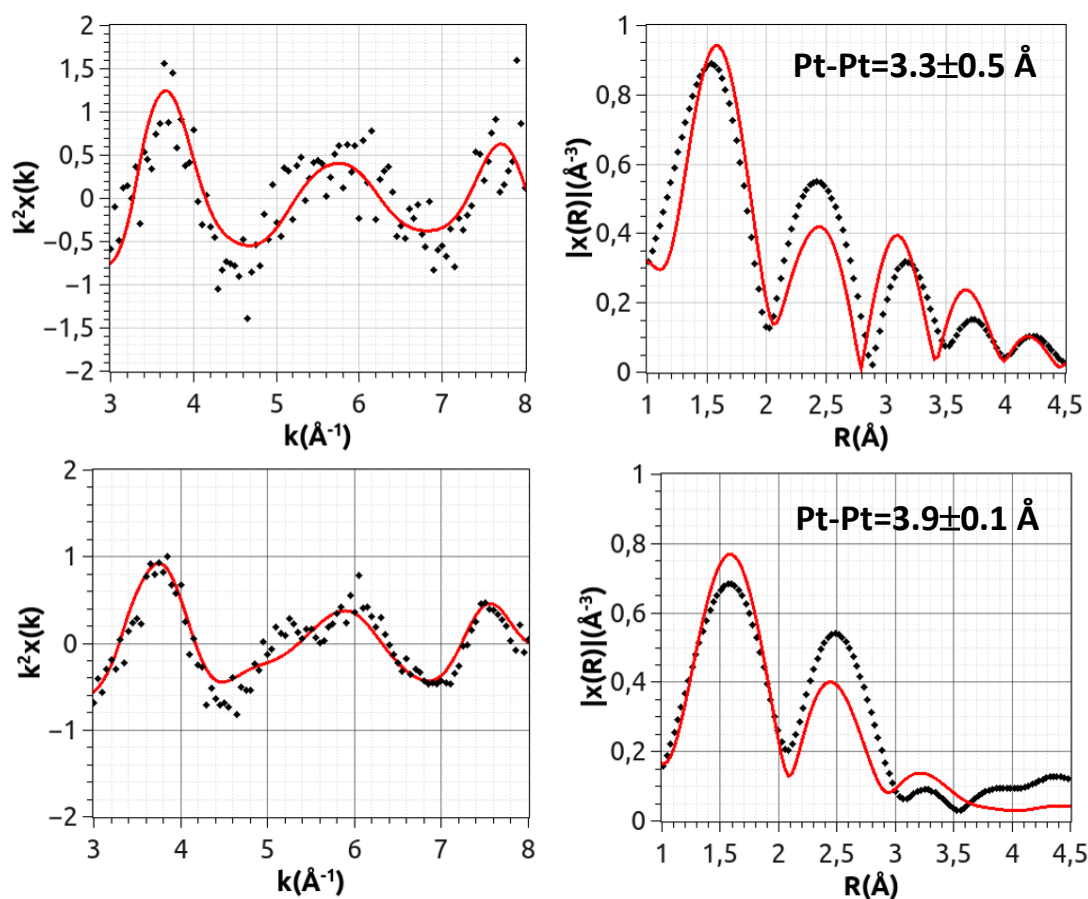 2
1,5
1
0,5
0
−0,5
−1
−1,5
−2
3 4 5 6 7 8
k(Å⁻¹)
k²x(k)
1
0,8
0,6
0,4
0,2
0
1 1,5 2 2,5 3 3,5 4 4,5
R(Å)
|x(R)|(Å⁻³)
Pt-Pt=3.3±0.5 Å
2
1
0
−1
−2
3 4 5 6 7 8
k(Å⁻¹)
k²x(k)
1
0,8
0,6
0,4
0,2
0
1 1,5 2 2,5 3 3,5 4 4,5
R(Å)
|x(R)|(Å⁻³)
Pt-Pt=3.9±0.1 Å